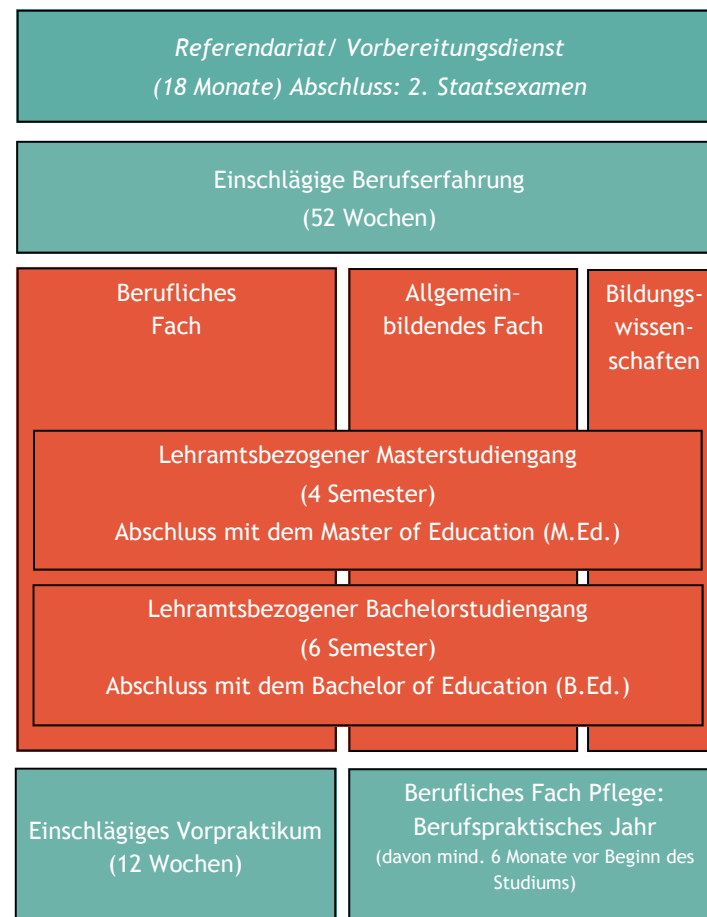 Referendariat/ Vorbereitungsdienst
(18 Monate) Abschluss: 2. Staatsexamen
Einschlägige Berufserfahrung
(52 Wochen)
Berufliches
Fach
Allgemein-
bildendes Fach
Bildungs-
wissen-
schaften
Lehramtsbezogener Masterstudiengang
(4 Semester)
Abschluss mit dem Master of Education (M.Ed.)
Lehramtsbezogener Bachelorstudiengang
(6 Semester)
Abschluss mit dem Bachelor of Education (B.Ed.)
Einschlägiges Vorpraktikum
(12 Wochen)
Berufliches Fach Pflege:
Berufspraktisches Jahr
(davon mind. 6 Monate vor Beginn des
Studiums)